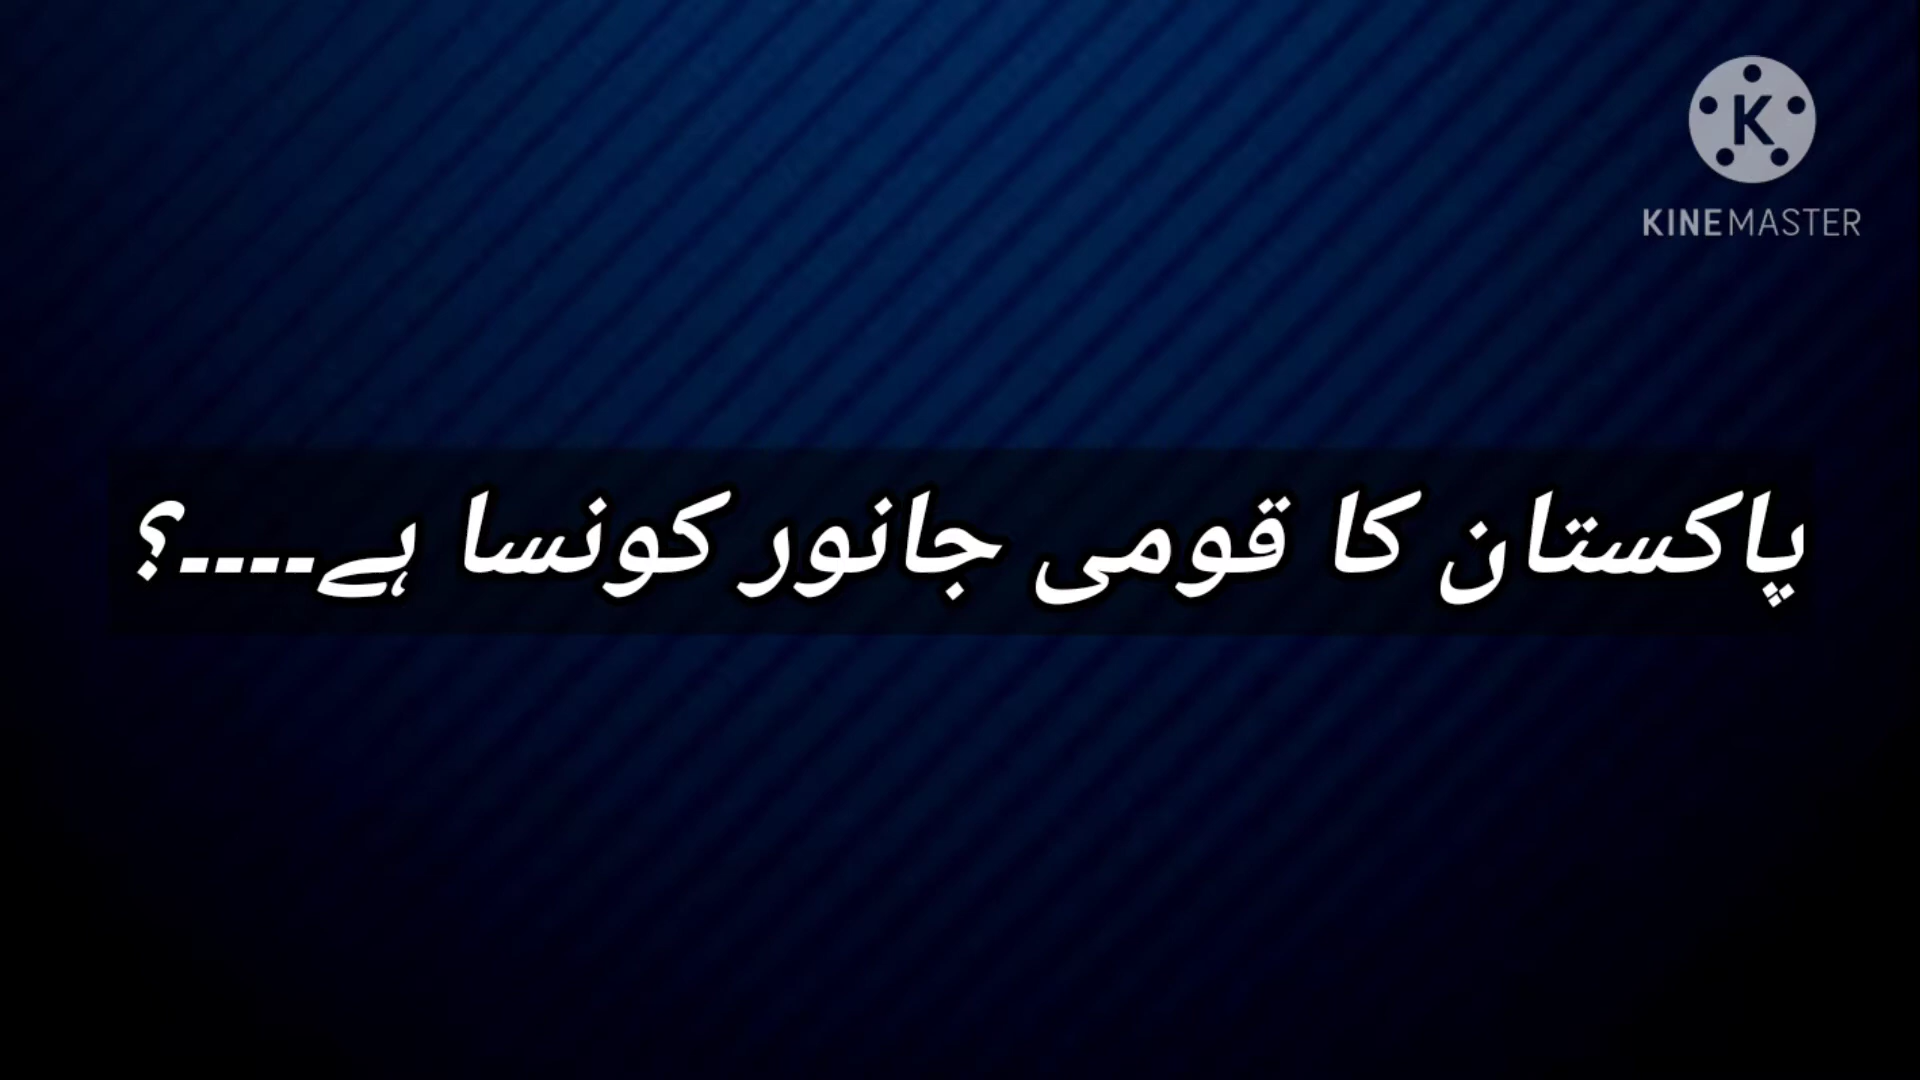 K
KINEMASTER
پاکستان کا قومی جانور کونسا ہے----؟